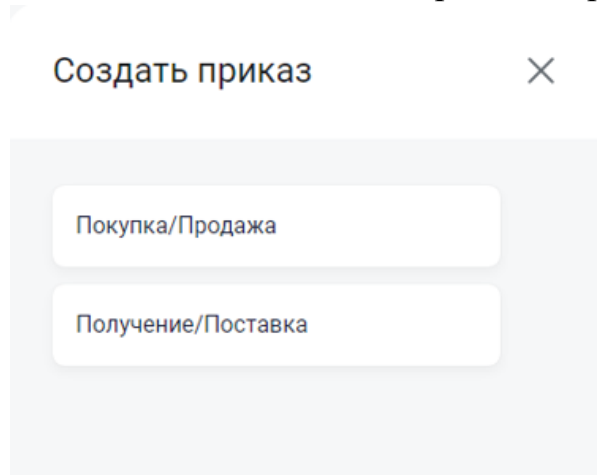 Создать приказ
Покупка/Продажа
Получение/Поставка